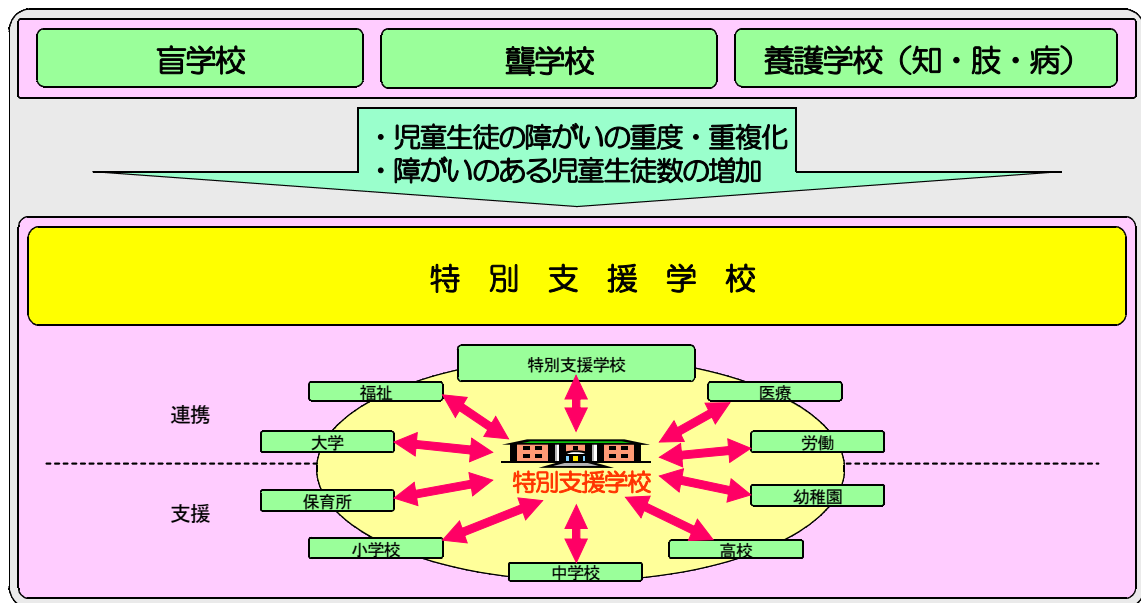 盲学校
聾学校
養護学校（知・肢・病）
・児童生徒の障がいの重度・重複化
・障がいのある児童生徒数の増加
特 別 支 援 学 校
特別支援学校
福祉
医療
連携
大学
労働
特別支援学校
保育所
幼稚園
支援
小学校
高校
中学校